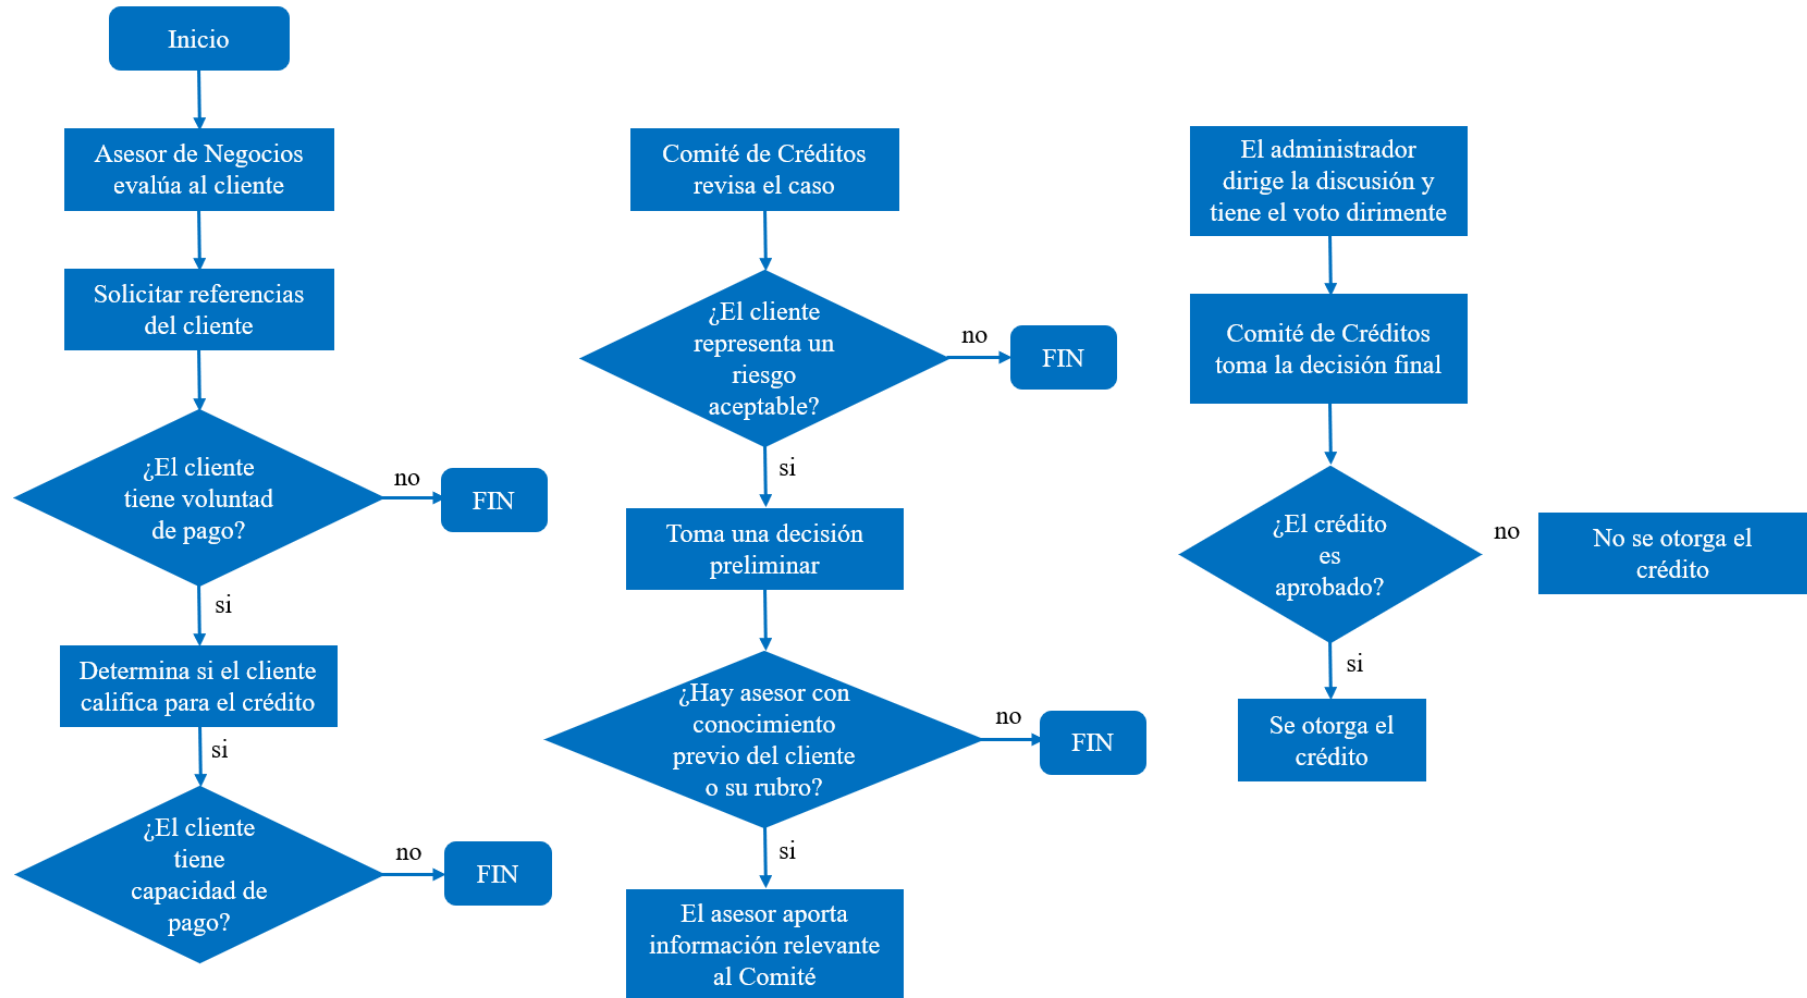 Inicio
Asesor de Negocios
evalúa al cliente
Solicitar referencias
del cliente
¿El cliente
tiene voluntad
de pago?
no
FIN
si
Determina si el cliente
califica para el crédito
si
¿El cliente
tiene
capacidad de
pago?
no
FIN
Comité de Créditos
revisa el caso
¿El cliente
representa un
riesgo
aceptable?
no
FIN
si
Toma una decisión
preliminar
¿Hay asesor con
conocimiento
previo del cliente
o su rubro?
no
FIN
si
El asesor aporta
información relevante
al Comité
El administrador
dirige la discusión y
tiene el voto dirimente
Comité de Créditos
toma la decisión final
¿El crédito
es
aprobado?
no
No se otorga el
crédito
si
Se otorga el
crédito